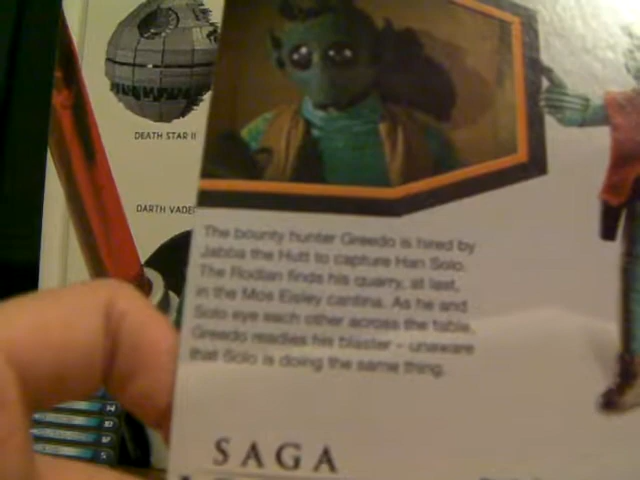 DEATH STAR II
DARTH VADE
The bounty hunter Greedo is hired by
Jabba the Hutt to capture Han Solo.
The Rodian finds his quarry, at last,
in the Mos Eisley cantina. As he and
Solo eye each other across the table,
Greedo readies his blaster – unaware
that Solo is doing the same thing.
SAGA